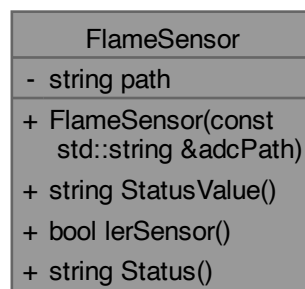 FlameSensor
- string path
+ FlameSensor(const
std::string &adcPath)
+ string StatusValue()
+ bool lerSensor()
+ string Status()